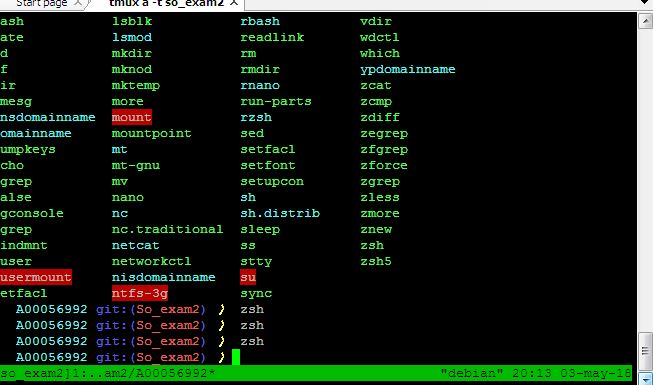 Start page
tmux a -t so_exam2
ash lsblk rbash vdir
ate lsmod readlink wdctl
d mkdir rm which
f mknod rmdir ypdomainname
ir mktemp rnano zcat
mesg more run-parts zcmp
nsdomainname mount rzsh zdiff
omainname mountpoint sed zegrep
umpkeys mt setfacl zfgrep
cho mt-gnu setfont zforce
grep mv setupcon zgrep
alse nano sh zless
gconsole nc sh.distrib zmore
grep nc.traditional sleep znew
indmnt netcat ss zsh
user networkctl stty zsh5
usermount nisdomainname su
etfacl ntfs-3g sync
A00056992 git:(So_exam2) ) zsh
A00056992 git:(So_exam2) ) zsh
A00056992 git:(So_exam2) ) zsh
A00056992 git:(So_exam2) )
so_exam2]1:..am2/A00056992* "debian" 20:13 03-may-18